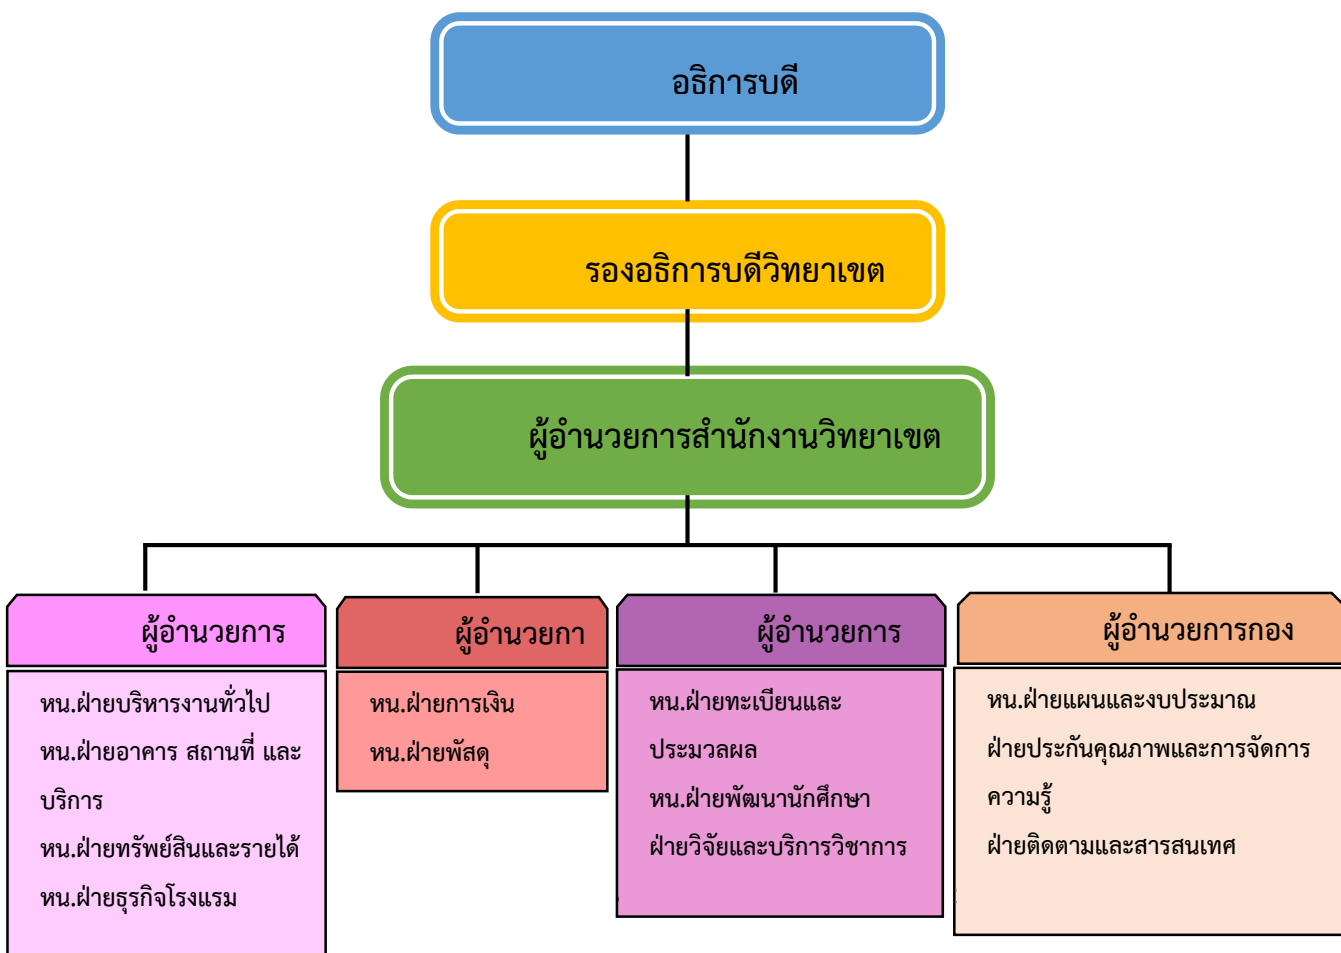 อธิการบดี
รองอธิการบดีวิทยาเขต
ผู้อำนวยการสำนักงานวิทยาเขต
ผู้อำนวยการ
หน.ฝ่ายบริหารงานทั่วไป
หน.ฝ่ายอาคาร สถานที่ และ
บริการ
หน.ฝ่ายทรัพย์สินและรายได้
หน.ฝ่ายธุรกิจโรงแรม
ผู้อำนวยกา
หน.ฝ่ายการเงิน
หน.ฝ่ายพัสดุ
ผู้อำนวยการ
หน.ฝ่ายทะเบียนและ
ประมวลผล
หน.ฝ่ายพัฒนานักศึกษา
ฝ่ายวิจัยและบริการวิชาการ
ผู้อำนวยการกอง
หน.ฝ่ายแผนและงบประมาณ
ฝ่ายประกันคุณภาพและการจัดการ
ความรู้
ฝ่ายติดตามและสารสนเทศ